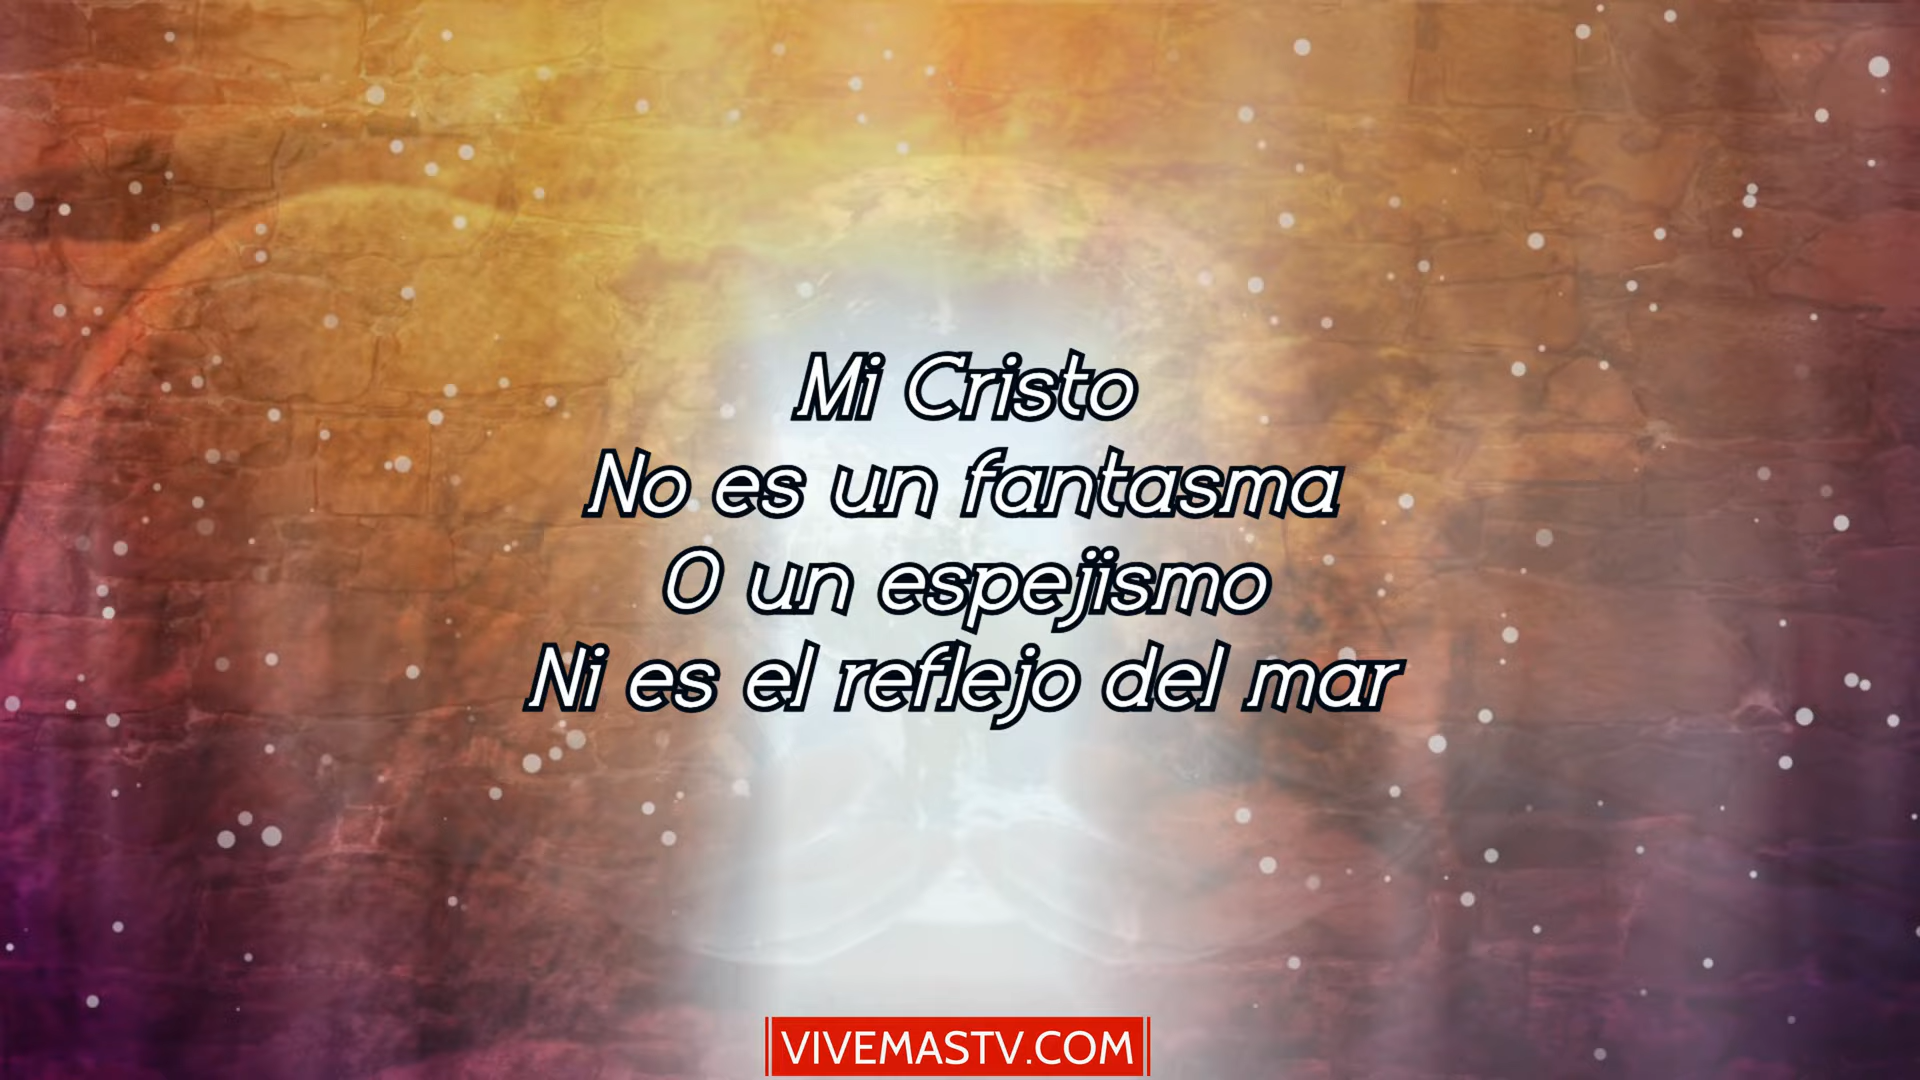 Mi Cristo
No es un fantasma
O un espejismo
Ni es el reflejo del mar
VIVEMASTV.COM